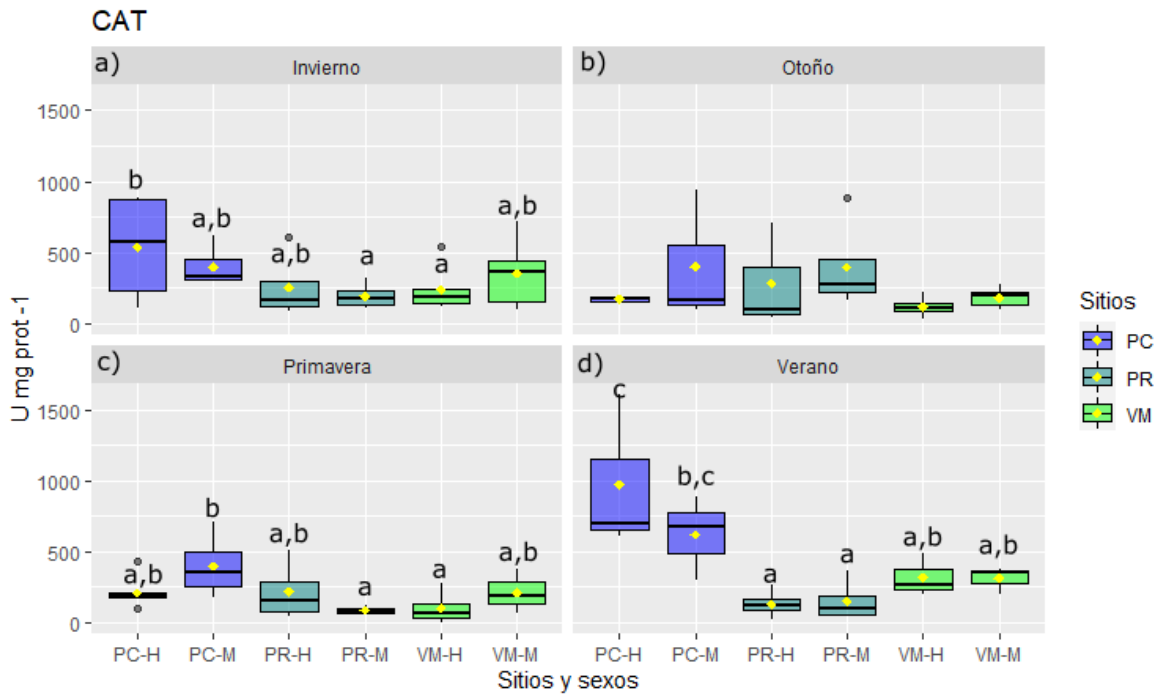 CAT
a) Invierno
b) Otoño
1500
1000
500
0
b
a,b
a,b
a
a
a,b
c) Primavera
d) Verano
1500
1000
500
0
a,b
b
a,b
a
a
a,b
c
b,c
a
a
a,b
a,b
PC-H PC-M PR-H PR-M VM-H VM-M
PC-H PC-M PR-H PR-M VM-H VM-M
Sitios y sexos
U mg prot -1
Sitios
PC
PR
VM